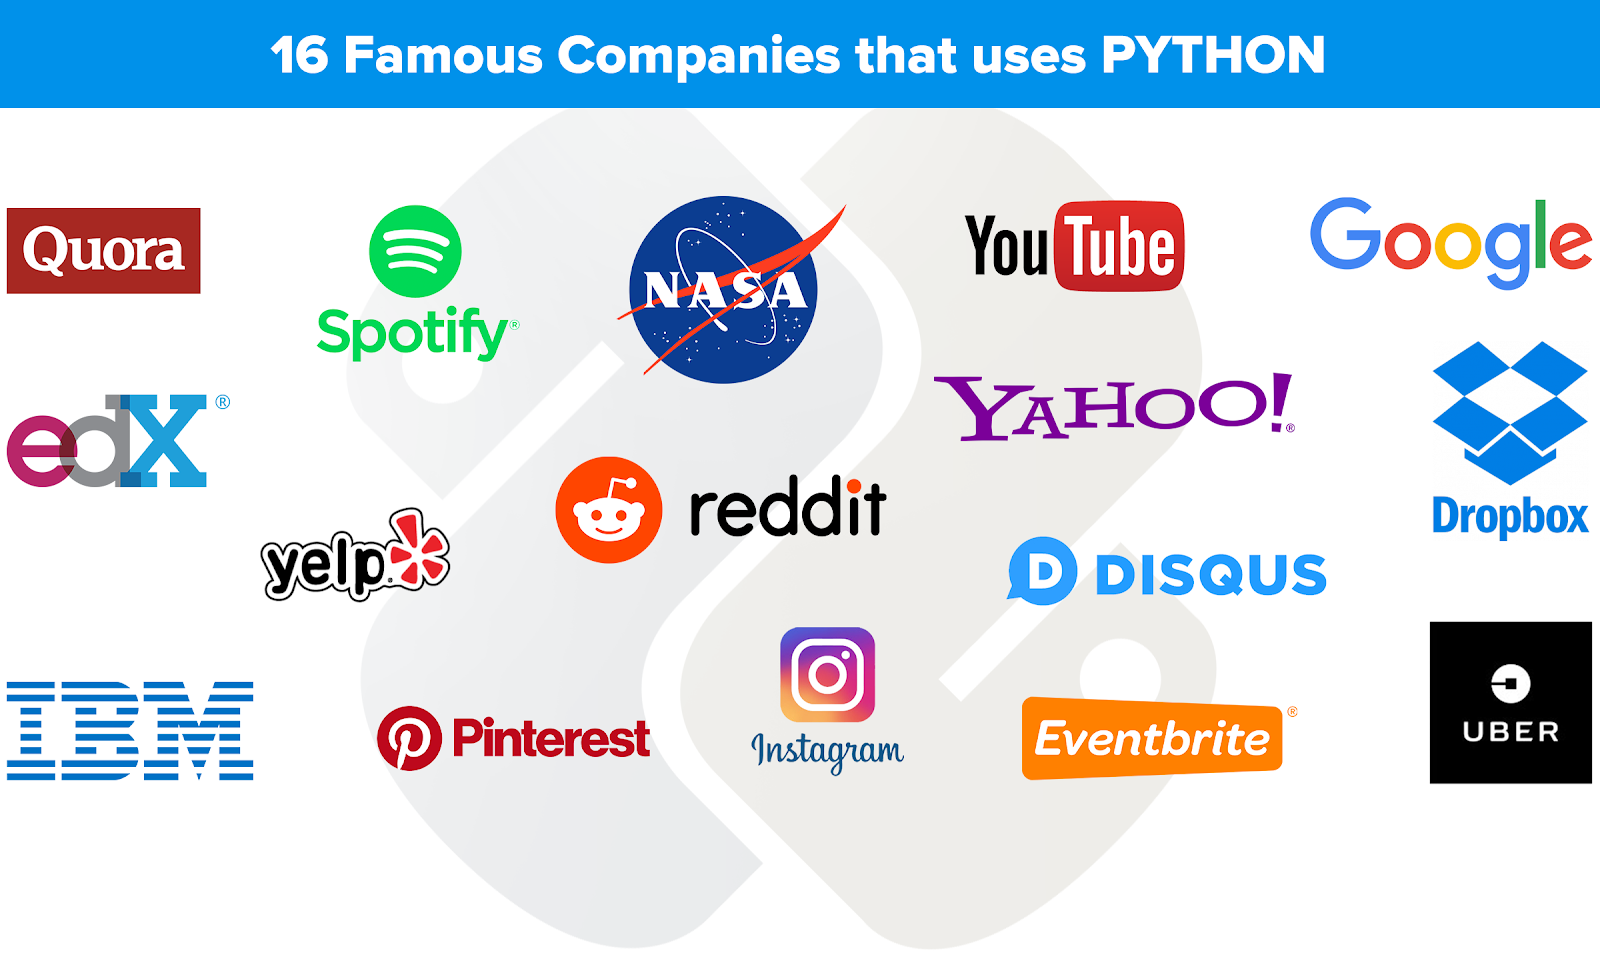 16 Famous Companies that uses PYTHON
Quora
Spotify®
NASA
YouTube
Google
edX®
YAHOO!®
Dropbox
yelp
reddit
D DISQUS
IBM
Pinterest
Instagram
Eventbrite®
UBER